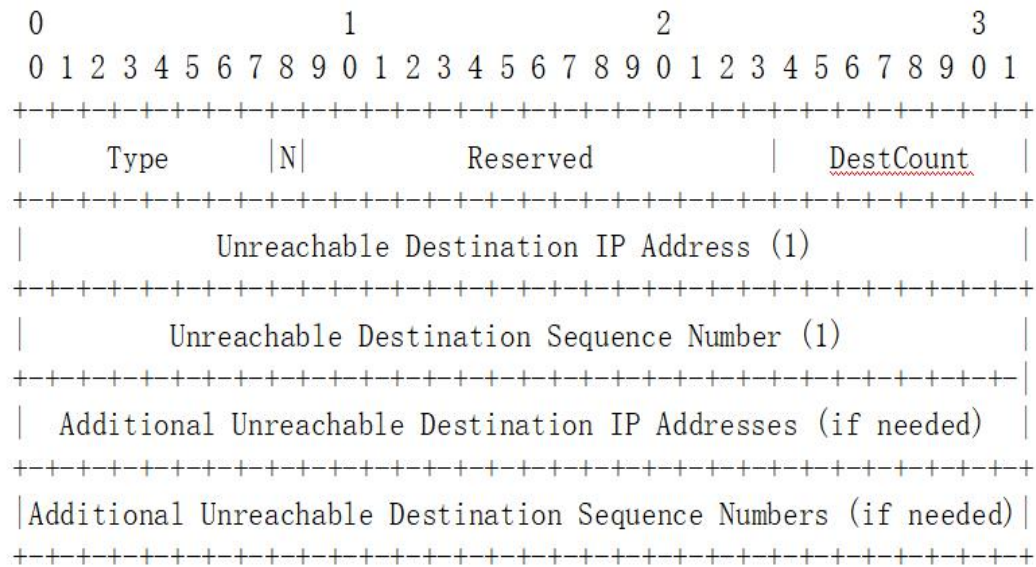 0                   1                   2                   3
0 1 2 3 4 5 6 7 8 9 0 1 2 3 4 5 6 7 8 9 0 1 2 3 4 5 6 7 8 9 0 1
+-+-+-+-+-+-+-+-+-+-+-+-+-+-+-+-+-+-+-+-+-+-+-+-+-+-+-+-+-+-+-+-+
|     Type      |N|          Reserved           |   DestCount   |
+-+-+-+-+-+-+-+-+-+-+-+-+-+-+-+-+-+-+-+-+-+-+-+-+-+-+-+-+-+-+-+-+
|            Unreachable Destination IP Address (1)             |
+-+-+-+-+-+-+-+-+-+-+-+-+-+-+-+-+-+-+-+-+-+-+-+-+-+-+-+-+-+-+-+-+
|         Unreachable Destination Sequence Number (1)           |
+-+-+-+-+-+-+-+-+-+-+-+-+-+-+-+-+-+-+-+-+-+-+-+-+-+-+-+-+-+-+-+-|
|  Additional Unreachable Destination IP Addresses (if needed)  |
+-+-+-+-+-+-+-+-+-+-+-+-+-+-+-+-+-+-+-+-+-+-+-+-+-+-+-+-+-+-+-+-+
|Additional Unreachable Destination Sequence Numbers (if needed)|
+-+-+-+-+-+-+-+-+-+-+-+-+-+-+-+-+-+-+-+-+-+-+-+-+-+-+-+-+-+-+-+-+